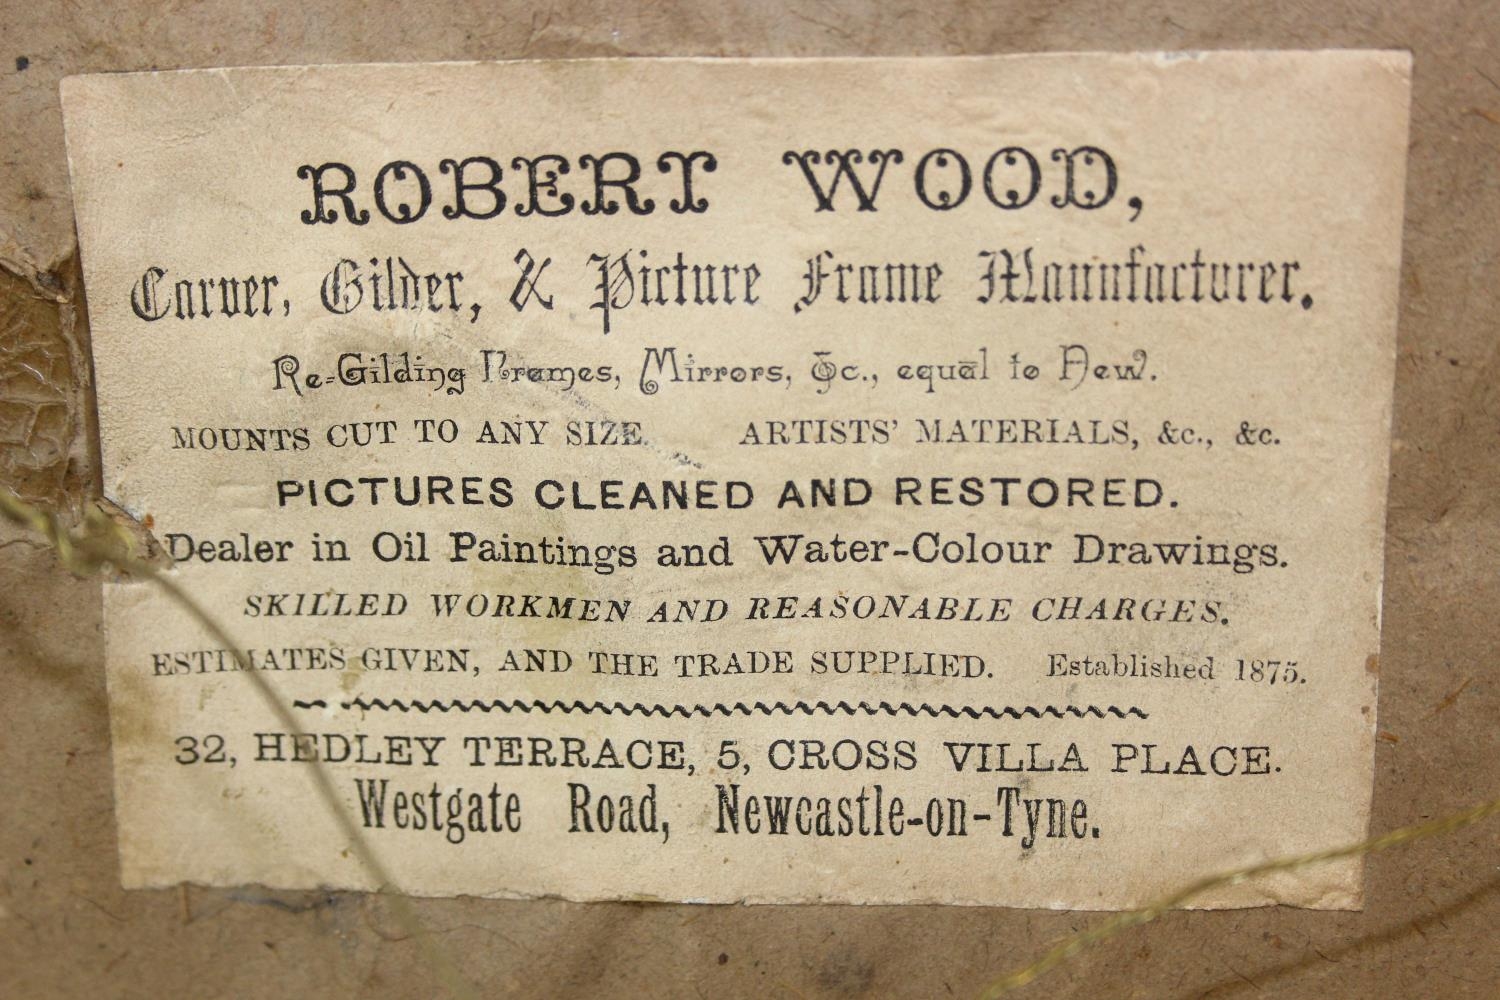 ROBERT WOOD,
Carver, Gilder, & Picture Frame Manufacturer.
Re-Gilding Frames, Mirrors, &c., equal to New.
MOUNTS CUT TO ANY SIZE. ARTISTS' MATERIALS, &c., &c.
PICTURES CLEANED AND RESTORED.
Dealer in Oil Paintings and Water-Colour Drawings.
SKILLED WORKMEN AND REASONABLE CHARGES.
ESTIMATES GIVEN, AND THE TRADE SUPPLIED. Established 1875.
32, HEDLEY TERRACE, 5, CROSS VILLA PLACE.
Westgate Road, Newcastle-on-Tyne.